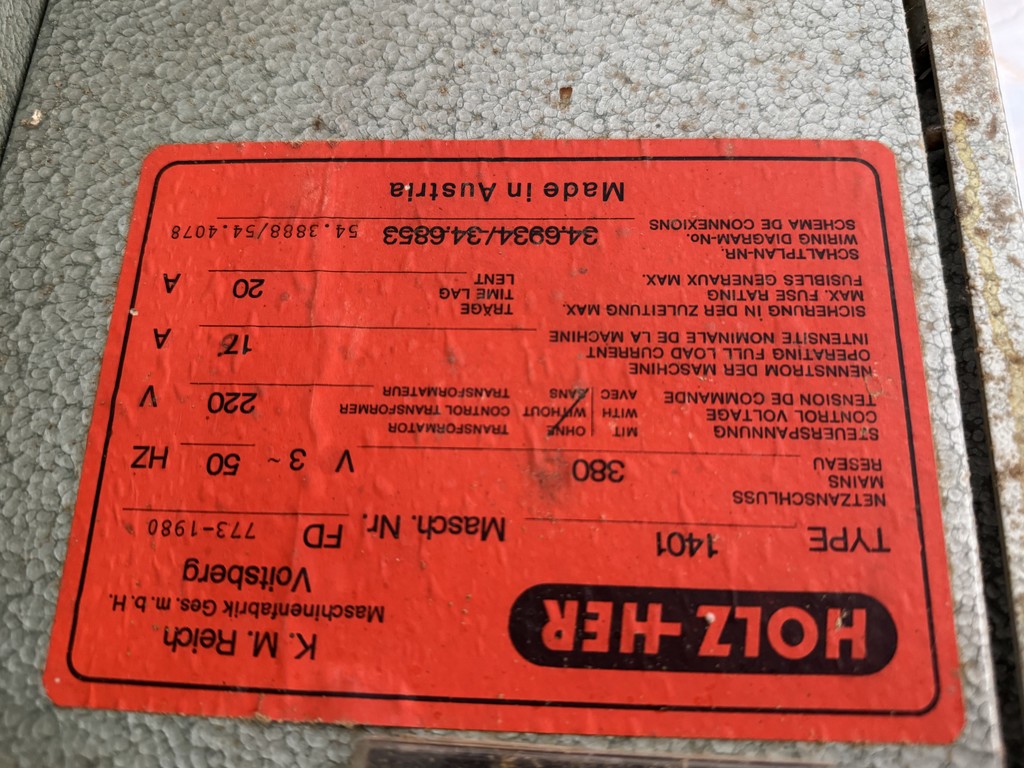 HOLZ-HER
K. M. Reich
Maschinenfabrik Ges. m. b. H.
Voitsberg
TYPE 1401 Masch. Nr. FD 773-1980
NETZANSCHLUSS
MAINS 380 V 3 ~ 50 HZ
RESEAU
STEUERSPANNUNG MIT OHNE TRANSFORMATOR
CONTROL VOLTAGE WITH WITHOUT CONTROL TRANSFORMER 220 V
TENSION DE COMMANDE AVEC SANS TRANSFORMATEUR
NENNSTROM DER MASCHINE
OPERATING FULL LOAD CURRENT 17 A
INTENSITE NOMINALE DE LA MACHINE
SICHERUNG IN DER ZULEITUNG MAX. TRÄGE
MAX. FUSE RATING TIME LAG 20 A
FUSIBLES GENERAUX MAX. LENT
SCHALTPLAN-NR.
WIRING DIAGRAM-No. 34.6934/34.6853 54.3888/54.4078
SCHEMA DE CONNEXIONS
Made in Austria